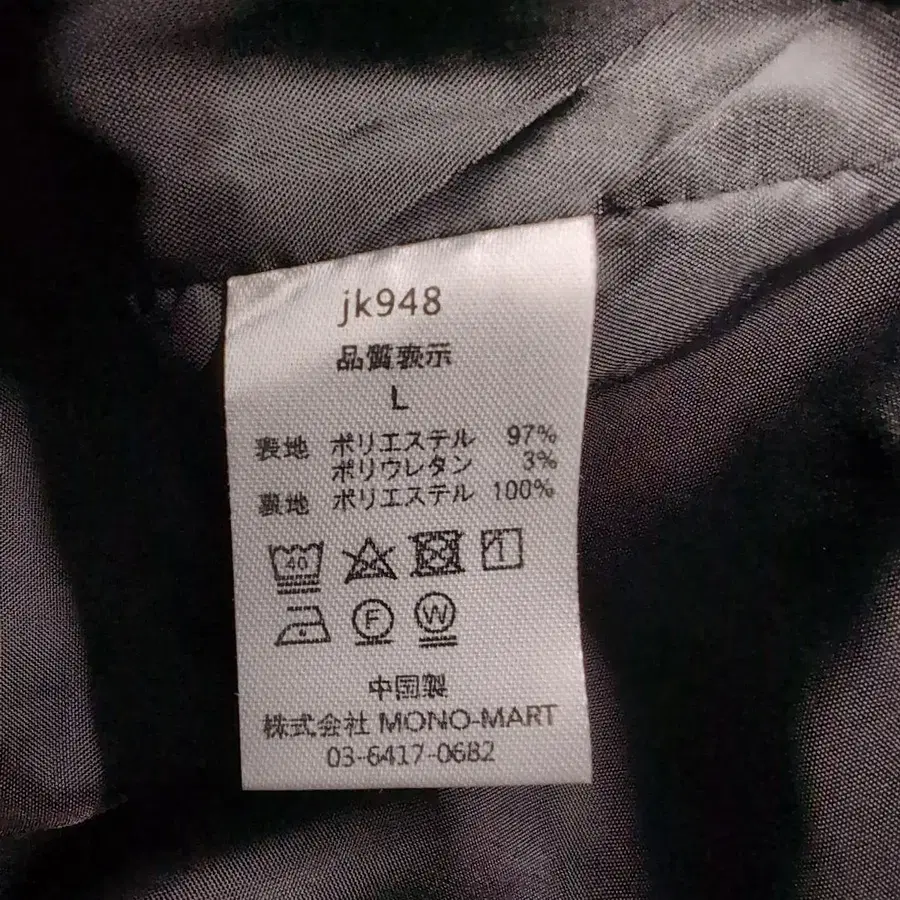 jk948
品質表示
L
表地 ポリエステル 97%
ポリウレタン 3%
裏地 ポリエステル 100%
40
F W
中国製
株式会社 MONO-MART
03-6417-0682